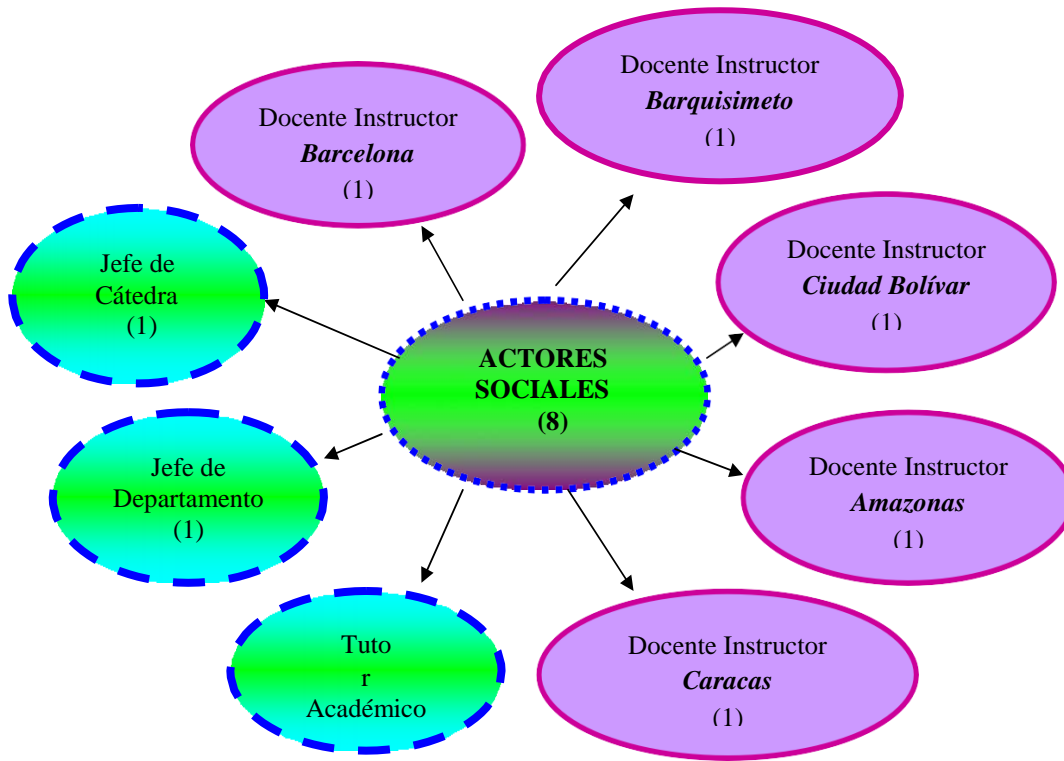 Docente Instructor
Barquisimeto
(1)
Docente Instructor
Barcelona
(1)
Docente Instructor
Ciudad Bolívar
(1)
Jefe de
Cátedra
(1)
ACTORES
SOCIALES
(8)
Jefe de
Departamento
(1)
Docente Instructor
Amazonas
(1)
Tuto
r
Académico
Docente Instructor
Caracas
(1)